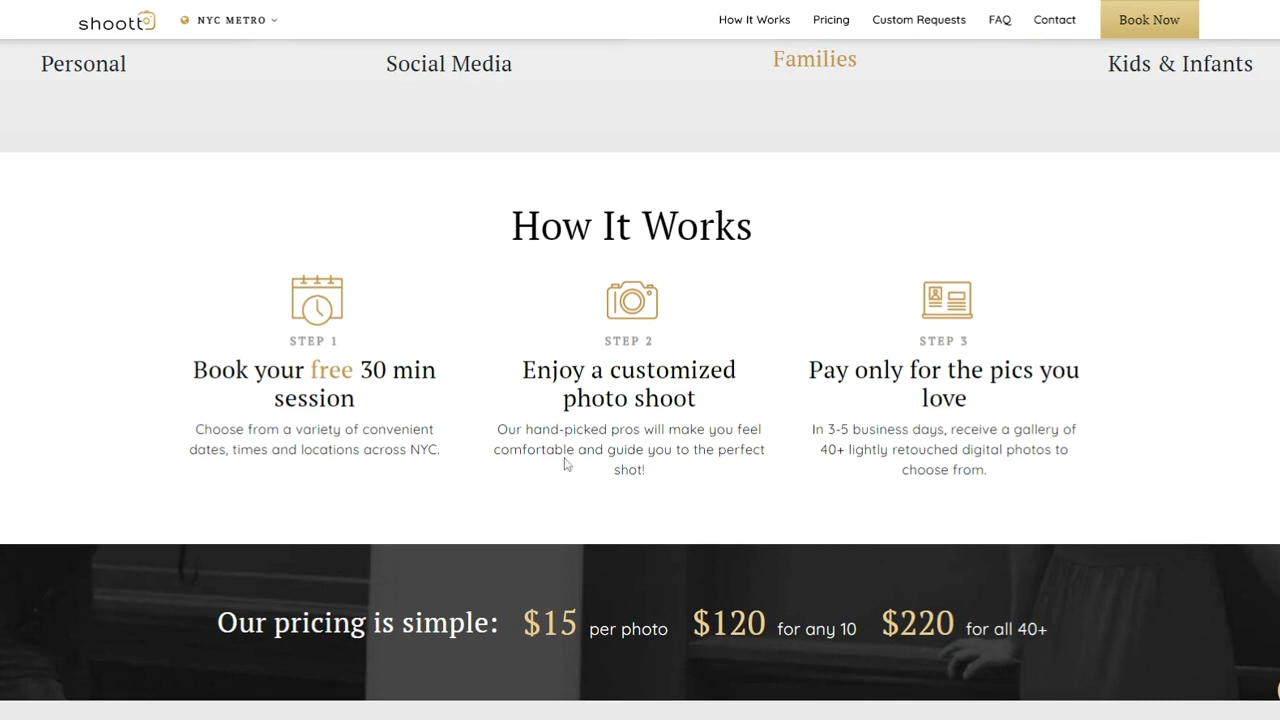 shoott
NYC METRO
How It Works
Pricing
Custom Requests
FAQ
Contact
Book Now
Personal
Social Media
Families
Kids & Infants
How It Works
STEP 1
Book your free 30 min
session
Choose from a variety of convenient
dates, times and locations across NYC.
STEP 2
Enjoy a customized
photo shoot
Our hand-picked pros will make you feel
comfortable and guide you to the perfect
shot!
STEP 3
Pay only for the pics you
love
In 3-5 business days, receive a gallery of
40+ lightly retouched digital photos to
choose from.
Our pricing is simple: $15 per photo $120 for any 10 $220 for all 40+